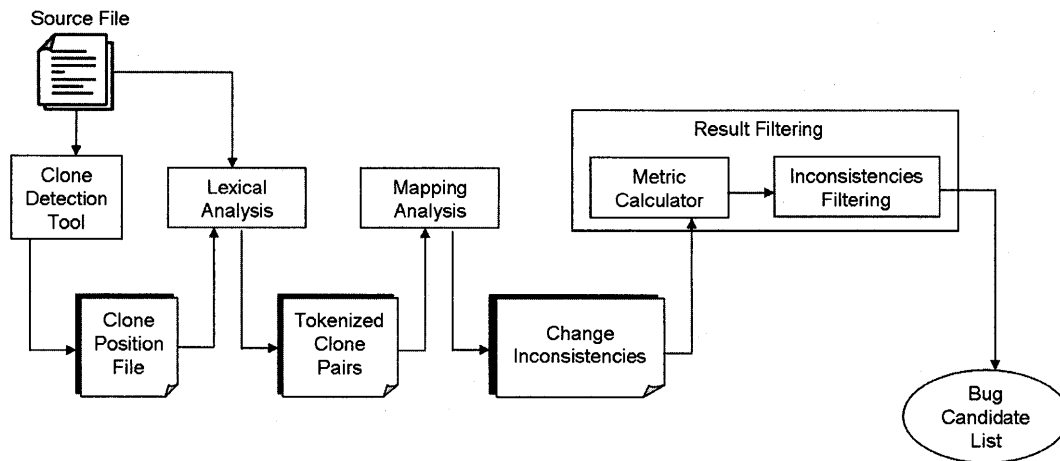 Source File
Clone
Detection
Tool
Lexical
Analysis
Mapping
Analysis
Result Filtering
Metric
Calculator
Inconsistencies
Filtering
Clone
Position
File
Tokenized
Clone
Pairs
Change
Inconsistencies
Bug
Candidate
List